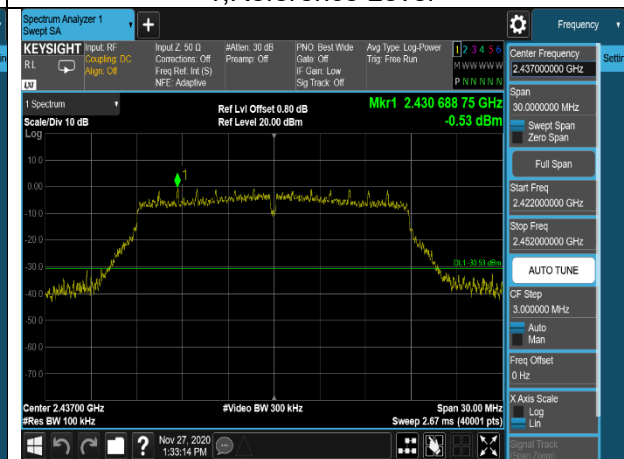 Spectrum Analyzer 1
Swept SA
Frequency
KEYSIGHT
RL
Input: RF
Coupling: DC
Align: Off
Input Z: 50 Ω
Corrections: Off
Freq Ref: Int (S)
NFE: Adaptive
#Atten: 30 dB
Preamp: Off
PNO: Best Wide
Gate: Off
IF Gain: Low
Sig Track: Off
Avg Type: Log-Power
Trig: Free Run
1 2 3 4 5 6
M W W W W W
P N N N N N
1 Spectrum
Scale/Div 10 dB
Log
Ref Lvl Offset 0.80 dB
Ref Level 20.00 dBm
Mkr1 2.430 688 75 GHz
-0.53 dBm
10.0
0.00
-10.0
-20.0
-30.0
-40.0
-50.0
-60.0
-70.0
1
DL1 -30.53 dBm
Center 2.43700 GHz
#Res BW 100 kHz
#Video BW 300 kHz
Span 30.00 MHz
Sweep 2.67 ms (40001 pts)
Nov 27, 2020
1:33:14 PM
Center Frequency
2.437000000 GHz
Span
30.0000000 MHz
Swept Span
Zero Span
Full Span
Start Freq
2.422000000 GHz
Stop Freq
2.452000000 GHz
AUTO TUNE
CF Step
3.000000 MHz
Auto
Man
Freq Offset
0 Hz
X Axis Scale
Log
Lin
Signal Track
(Span Zoom)